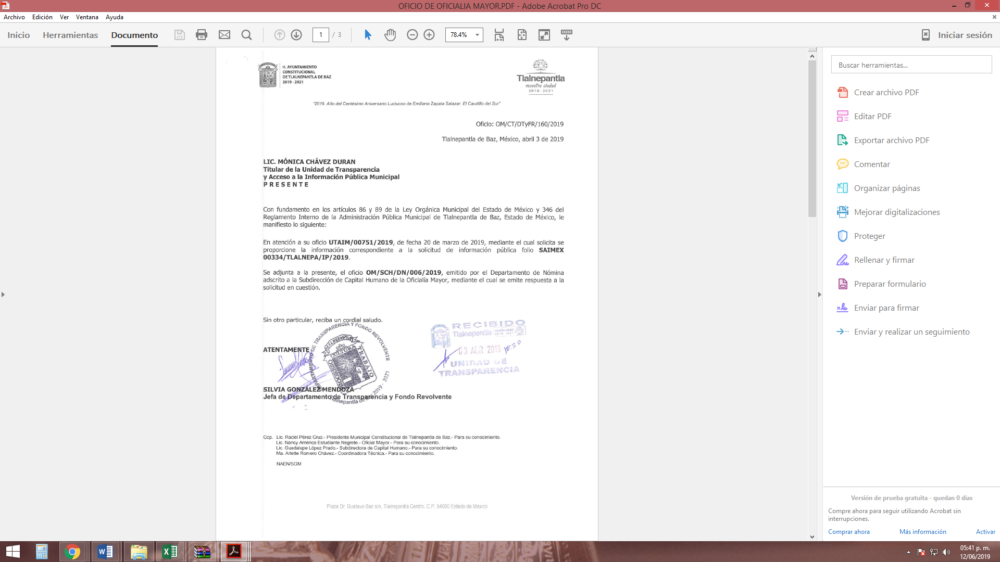 OFICIO DE OFICIALIA MAYOR.PDF - Adobe Acrobat Pro DC
Archivo Edición Ver Ventana Ayuda
Inicio Herramientas Documento 1 / 3 78.4% Iniciar sesión
H. AYUNTAMIENTO
CONSTITUCIONAL
DE TLALNEPANTLA DE BAZ
2019 - 2021
Tlalnepantla
nuestra ciudad
2019 - 2021
"2019. Año del Centésimo Aniversario Luctuoso de Emiliano Zapata Salazar. El Caudillo del Sur"
Oficio: OM/CT/DTyFR/160/2019
Tlalnepantla de Baz, México, abril 3 de 2019
LIC. MÓNICA CHÁVEZ DURAN
Titular de la Unidad de Transparencia
y Acceso a la Información Pública Municipal
P R E S E N T E
Con fundamento en los artículos 86 y 89 de la Ley Orgánica Municipal del Estado de México y 346 del
Reglamento Interno de la Administración Pública Municipal de Tlalnepantla de Baz, Estado de México, le
manifiesto lo siguiente:
En atención a su oficio UTAIM/00751/2019, de fecha 20 de marzo de 2019, mediante el cual solicita se
proporcione la información correspondiente a la solicitud de información pública folio SAIMEX
00334/TLALNEPA/IP/2019.
Se adjunta a la presente, el oficio OM/SCH/DN/006/2019, emitido por el Departamento de Nómina
adscrito a la Subdirección de Capital Humano de la Oficialía Mayor, mediante el cual se emite respuesta a la
solicitud en cuestión.
Sin otro particular, reciba un cordial saludo.
DEPARTAMENTO DE TRANSPARENCIA Y FONDO REVOLVENTE
TLALNEPANTLA
CULTURA
PROGRESO
TRABAJO
Tlalnepantla de Baz 2019 - 2021
RECIBIDO
Tlalnepantla nuestra ciudad 2019 - 2021
03 ABR 2019 18:30
UNIDAD DE
TRANSPARENCIA
ATENTAMENTE
SILVIA GONZÁLEZ MENDOZA
Jefa de Departamento de Transparencia y Fondo Revolvente
Ccp. Lic. Raciel Pérez Cruz.- Presidente Municipal Constitucional de Tlalnepantla de Baz.- Para su conocimiento.
Lic. Nancy América Estudiante Negrete.- Oficial Mayor.- Para su conocimiento.
Lic. Guadalupe López Prado.- Subdirectora de Capital Humano.- Para su conocimiento.
Ma. Arlette Romero Chávez.- Coordinadora Técnica.- Para su conocimiento.
NAEN/SGM
Plaza Dr. Gustavo Baz s/n, Tlalnepantla Centro, C.P. 54000 Estado de México
Buscar herramientas...
Crear archivo PDF
Editar PDF
Exportar archivo PDF
Comentar
Organizar páginas
Mejorar digitalizaciones
Proteger
Rellenar y firmar
Preparar formulario
Enviar para firmar
Enviar y realizar un seguimiento
Versión de prueba gratuita - quedan 0 días
Compre ahora para seguir utilizando Acrobat sin
interrupciones.
Comprar ahora Más información Activar
05:41 p. m.
12/06/2019